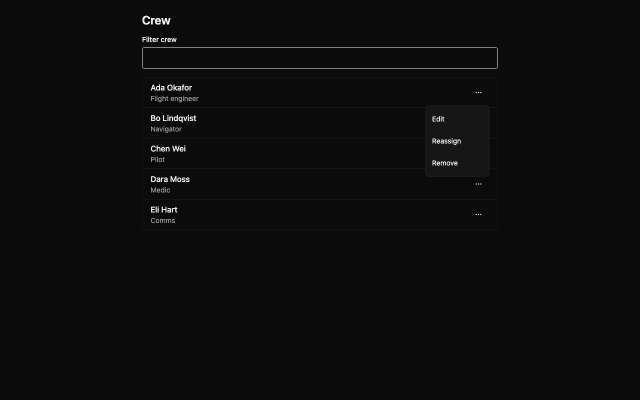 Crew
Filter crew
Ada Okafor
Flight engineer
...
Edit
Bo Lindqvist
Navigator
Reassign
Chen Wei
Pilot
Remove
Dara Moss
Medic
...
Eli Hart
Comms
...